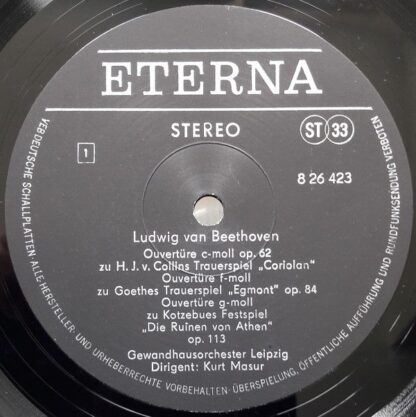 ETERNA
STEREO
ST 33
1
8 26 423
Ludwig van Beethoven
Ouvertüre c-moll op. 62
zu H. J. v. Collins Trauerspiel „Coriolan"
Ouvertüre f-moll
zu Goethes Trauerspiel „Egmont" op. 84
Ouvertüre g-moll
zu Kotzebues Festspiel
„Die Ruinen von Athen"
op. 113
Gewandhausorchester Leipzig
Dirigent: Kurt Masur
VEB DEUTSCHE SCHALLPLATTEN · ALLE HERSTELLER- UND URHEBERRECHTE VORBEHALTEN · ÜBERSPIELUNG, ÖFFENTLICHE AUFFÜHRUNG UND RUNDFUNKSENDUNG VERBOTEN